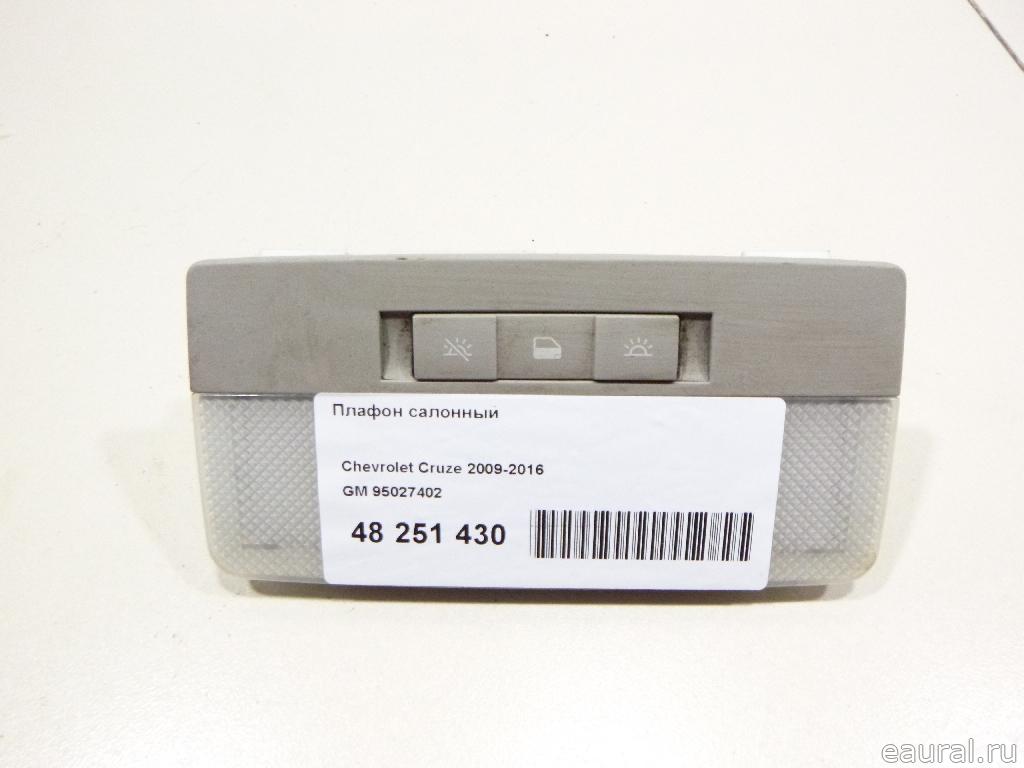 Плафон салонный
Chevrolet Cruze 2009-2016
GM 95027402
48 251 430
eaural.ru